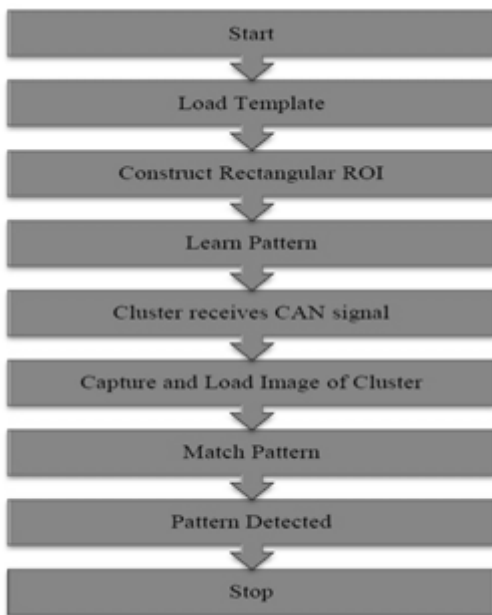 Start
Load Template
Construct Rectangular ROI
Learn Pattern
Cluster receives CAN signal
Capture and Load Image of Cluster
Match Pattern
Pattern Detected
Stop